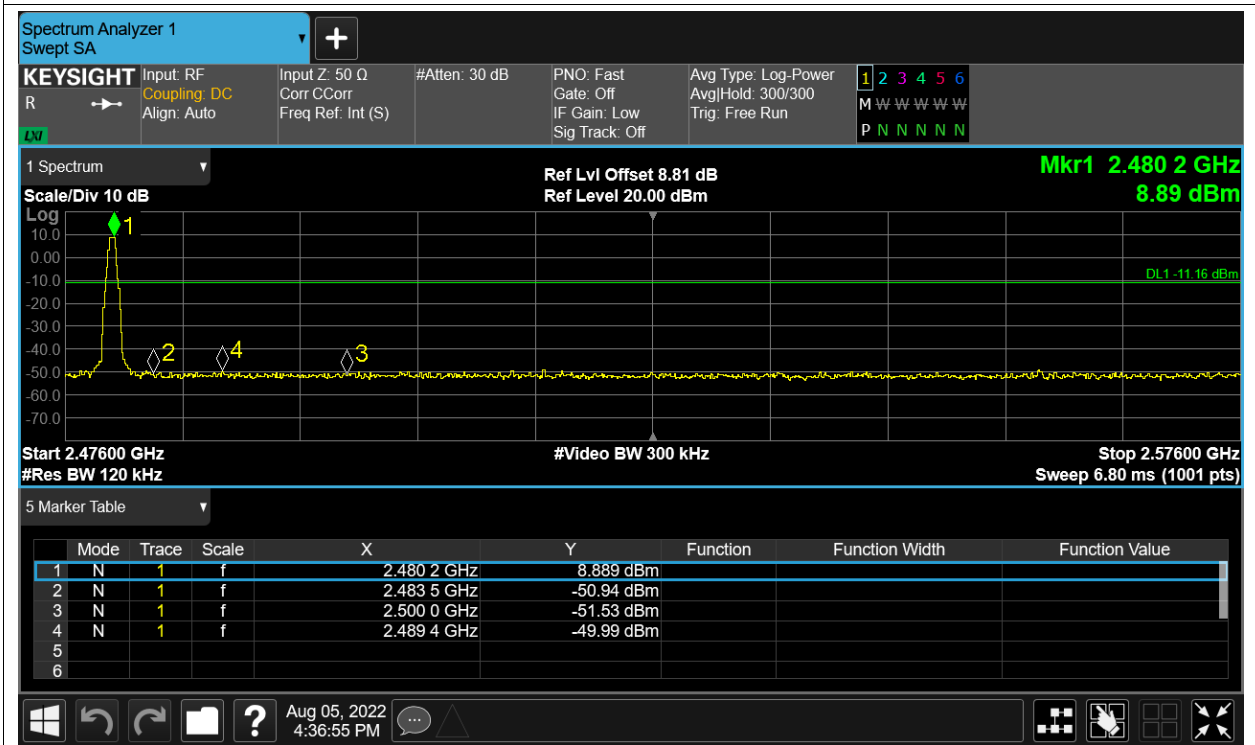 Spectrum Analyzer 1
Swept SA
KEYSIGHT Input: RF Input Z: 50 Ω #Atten: 30 dB PNO: Fast Avg Type: Log-Power 1 2 3 4 5 6
R Coupling: DC Corr CCorr Gate: Off Avg|Hold: 300/300 M W W W W W
Align: Auto Freq Ref: Int (S) IF Gain: Low Trig: Free Run
LXI Sig Track: Off P N N N N N
1 Spectrum Ref Lvl Offset 8.81 dB Mkr1 2.480 2 GHz
Scale/Div 10 dB Ref Level 20.00 dBm 8.89 dBm
Log
1
10.0
0.00
DL1 -11.16 dBm
-10.0
-20.0
-30.0
-40.0
2 4 3
-50.0
-60.0
-70.0
Start 2.47600 GHz #Video BW 300 kHz Stop 2.57600 GHz
#Res BW 120 kHz Sweep 6.80 ms (1001 pts)
5 Marker Table
Mode Trace Scale X Y Function Function Width Function Value
1 N 1 f 2.480 2 GHz 8.889 dBm
2 N 1 f 2.483 5 GHz -50.94 dBm
3 N 1 f 2.500 0 GHz -51.53 dBm
4 N 1 f 2.489 4 GHz -49.99 dBm
5
6
? Aug 05, 2022
4:36:55 PM